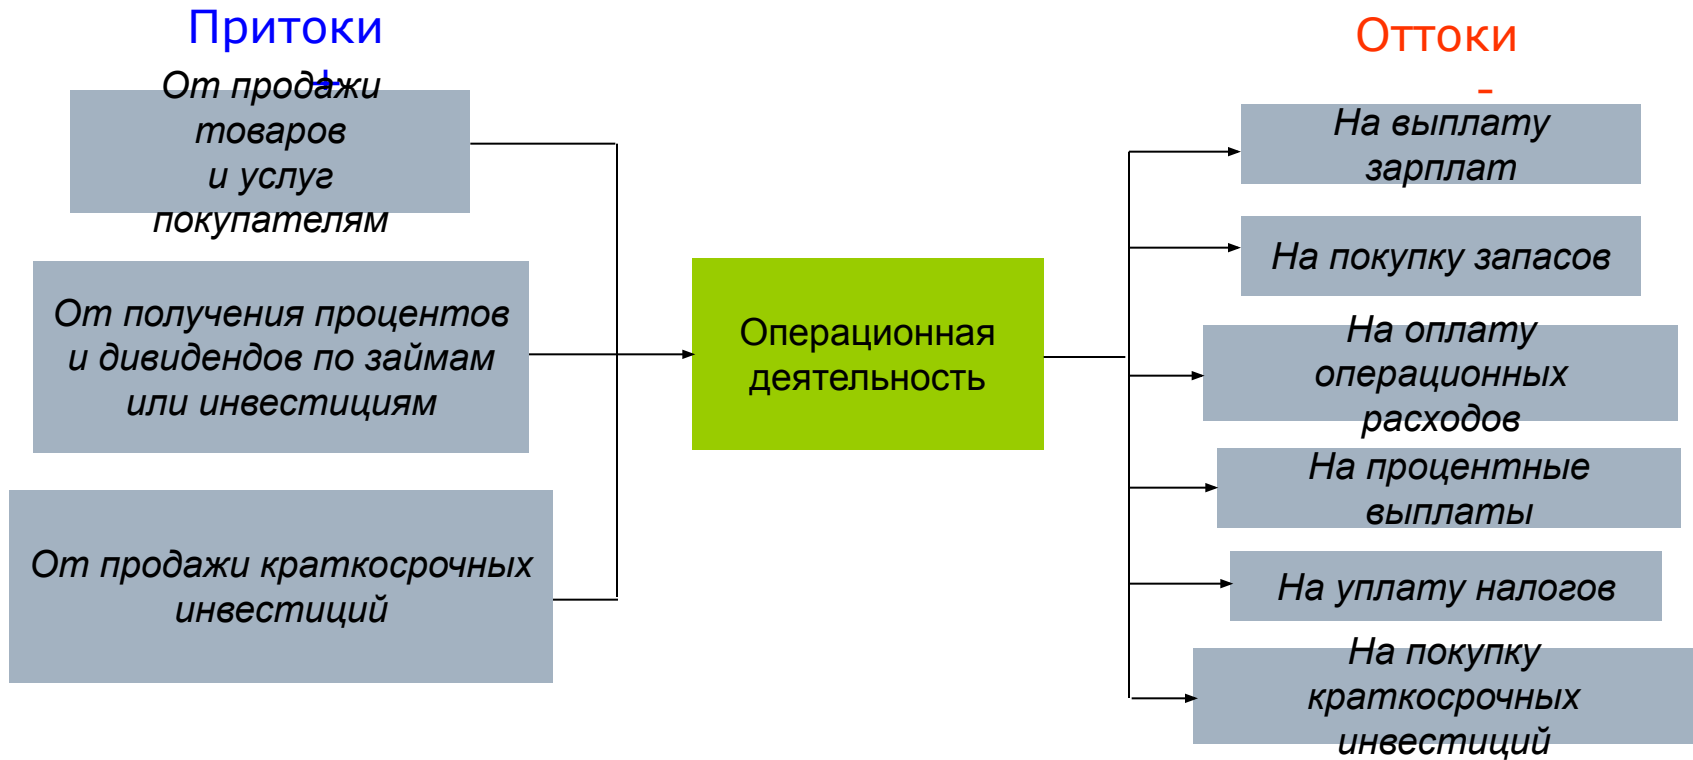 Притоки
+
От продажи
товаров
и услуг
покупателям
От получения процентов
и дивидендов по займам
или инвестициям
От продажи краткосрочных
инвестиций
Операционная
деятельность
Оттоки
-
На выплату
зарплат
На покупку запасов
На оплату
операционных
расходов
На процентные
выплаты
На уплату налогов
На покупку
краткосрочных
инвестиций